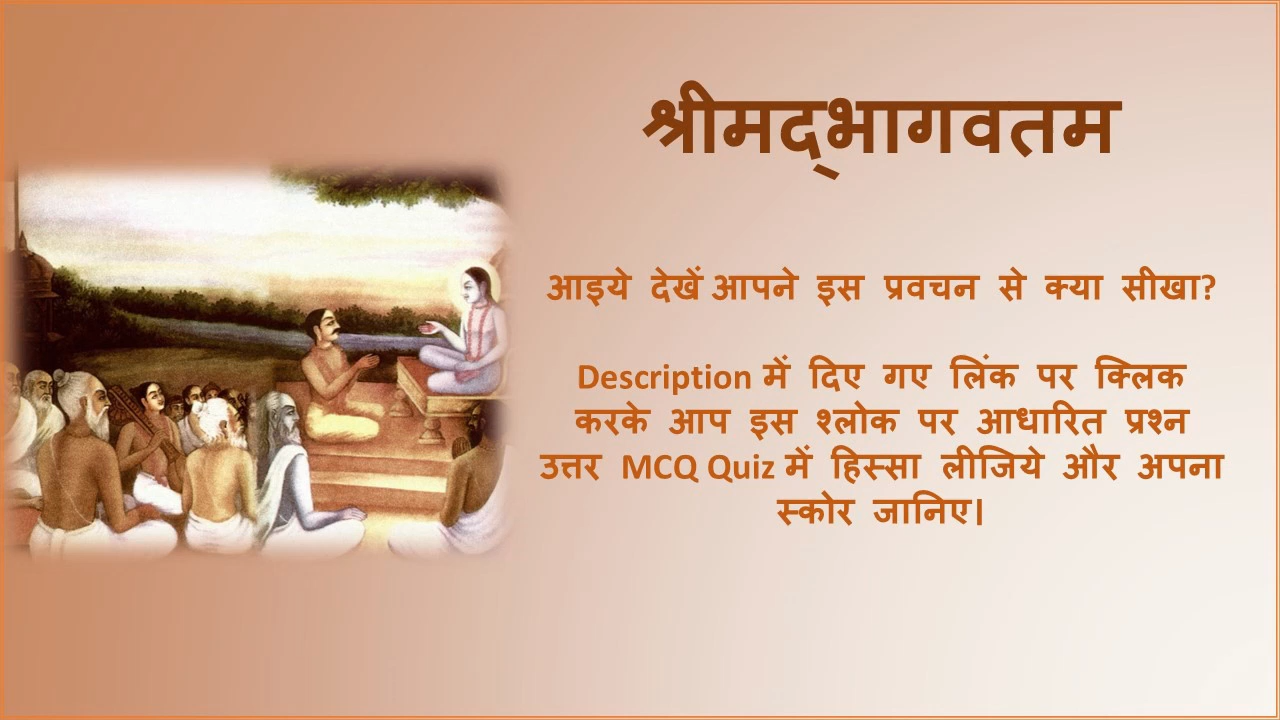 श्रीमद्‌भागवतम
आइये देखें आपने इस प्रवचन से क्या सीखा?
Description में दिए गए लिंक पर क्लिक
करके आप इस श्लोक पर आधारित प्रश्न
उत्तर MCQ Quiz में हिस्सा लीजिये और अपना
स्कोर जानिए।